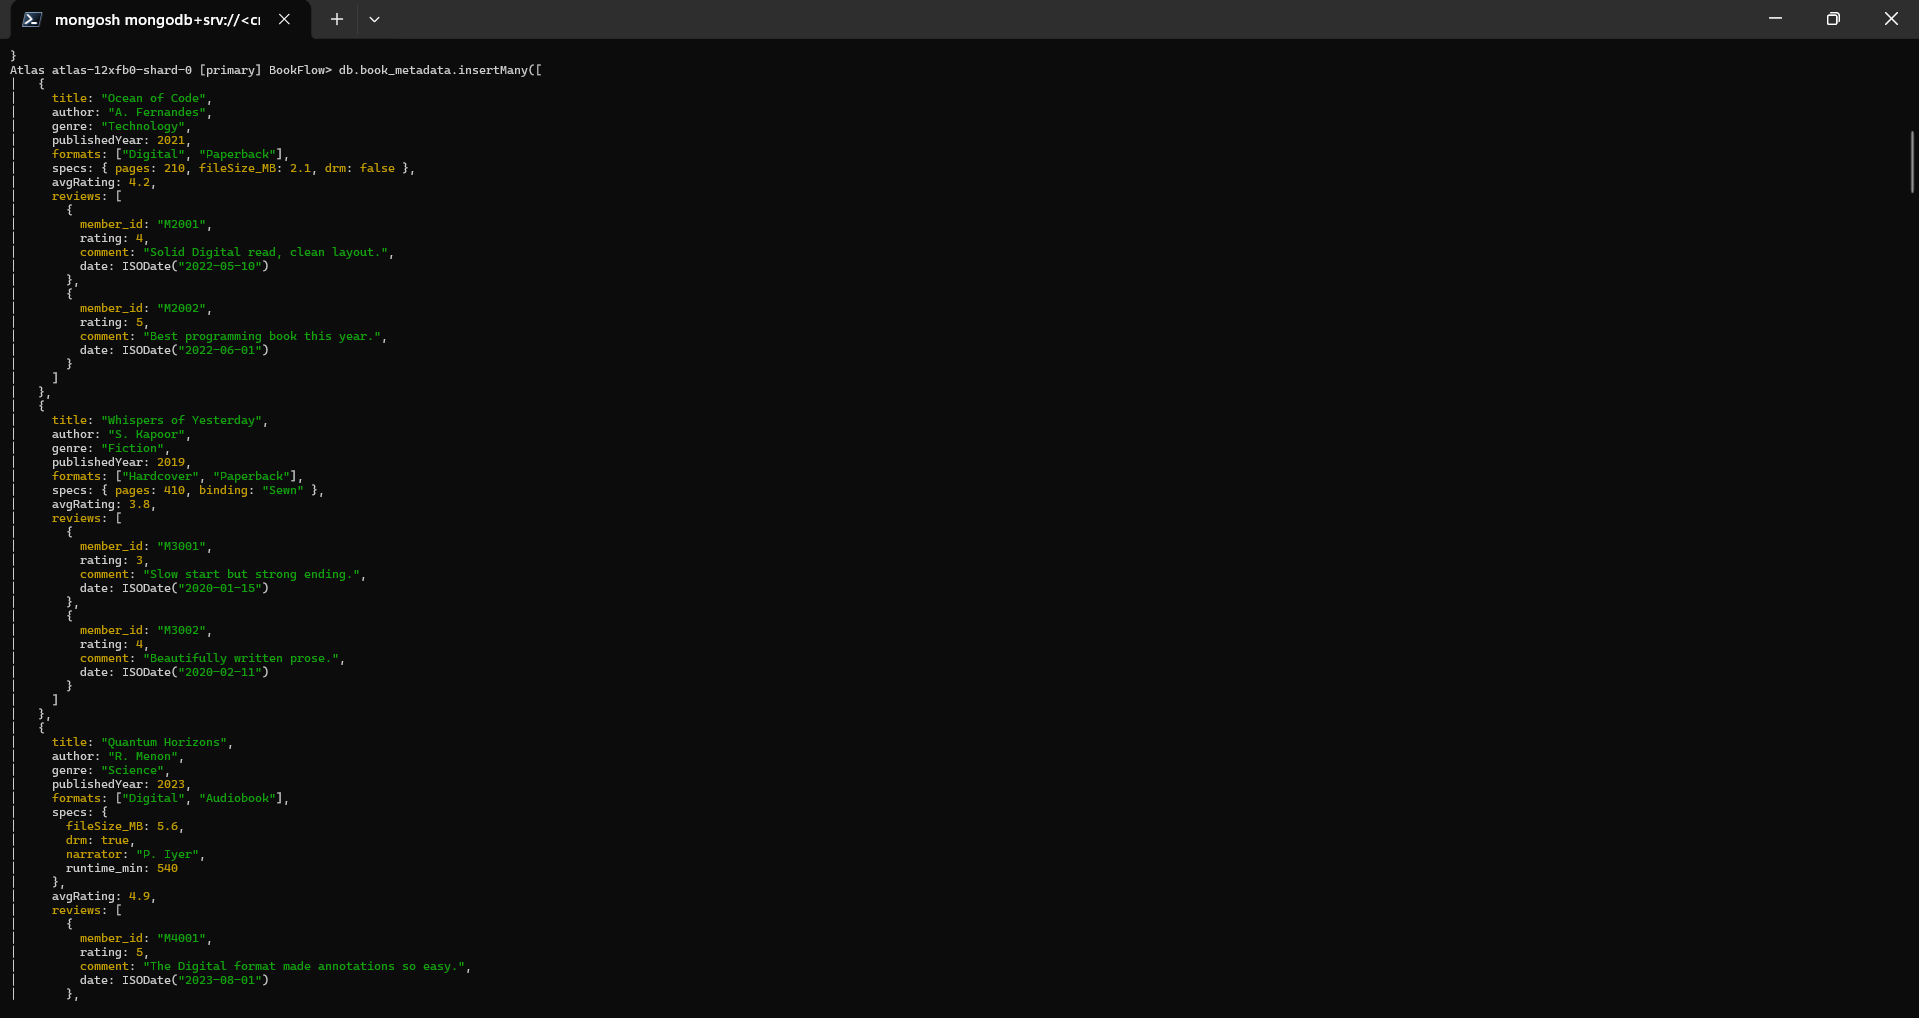 mongosh mongodb+srv://<cr
}
Atlas atlas-12xfb0-shard-0 [primary] BookFlow> db.book_metadata.insertMany([
|   {
|     title: "Ocean of Code",
|     author: "A. Fernandes",
|     genre: "Technology",
|     publishedYear: 2021,
|     formats: ["Digital", "Paperback"],
|     specs: { pages: 210, fileSize_MB: 2.1, drm: false },
|     avgRating: 4.2,
|     reviews: [
|       {
|         member_id: "M2001",
|         rating: 4,
|         comment: "Solid Digital read, clean layout.",
|         date: ISODate("2022-05-10")
|       },
|       {
|         member_id: "M2002",
|         rating: 5,
|         comment: "Best programming book this year.",
|         date: ISODate("2022-06-01")
|       }
|     ]
|   },
|   {
|     title: "Whispers of Yesterday",
|     author: "S. Kapoor",
|     genre: "Fiction",
|     publishedYear: 2019,
|     formats: ["Hardcover", "Paperback"],
|     specs: { pages: 410, binding: "Sewn" },
|     avgRating: 3.8,
|     reviews: [
|       {
|         member_id: "M3001",
|         rating: 3,
|         comment: "Slow start but strong ending.",
|         date: ISODate("2020-01-15")
|       },
|       {
|         member_id: "M3002",
|         rating: 4,
|         comment: "Beautifully written prose.",
|         date: ISODate("2020-02-11")
|       }
|     ]
|   },
|   {
|     title: "Quantum Horizons",
|     author: "R. Menon",
|     genre: "Science",
|     publishedYear: 2023,
|     formats: ["Digital", "Audiobook"],
|     specs: {
|       fileSize_MB: 5.6,
|       drm: true,
|       narrator: "P. Iyer",
|       runtime_min: 540
|     },
|     avgRating: 4.9,
|     reviews: [
|       {
|         member_id: "M4001",
|         rating: 5,
|         comment: "The Digital format made annotations so easy.",
|         date: ISODate("2023-08-01")
|       },